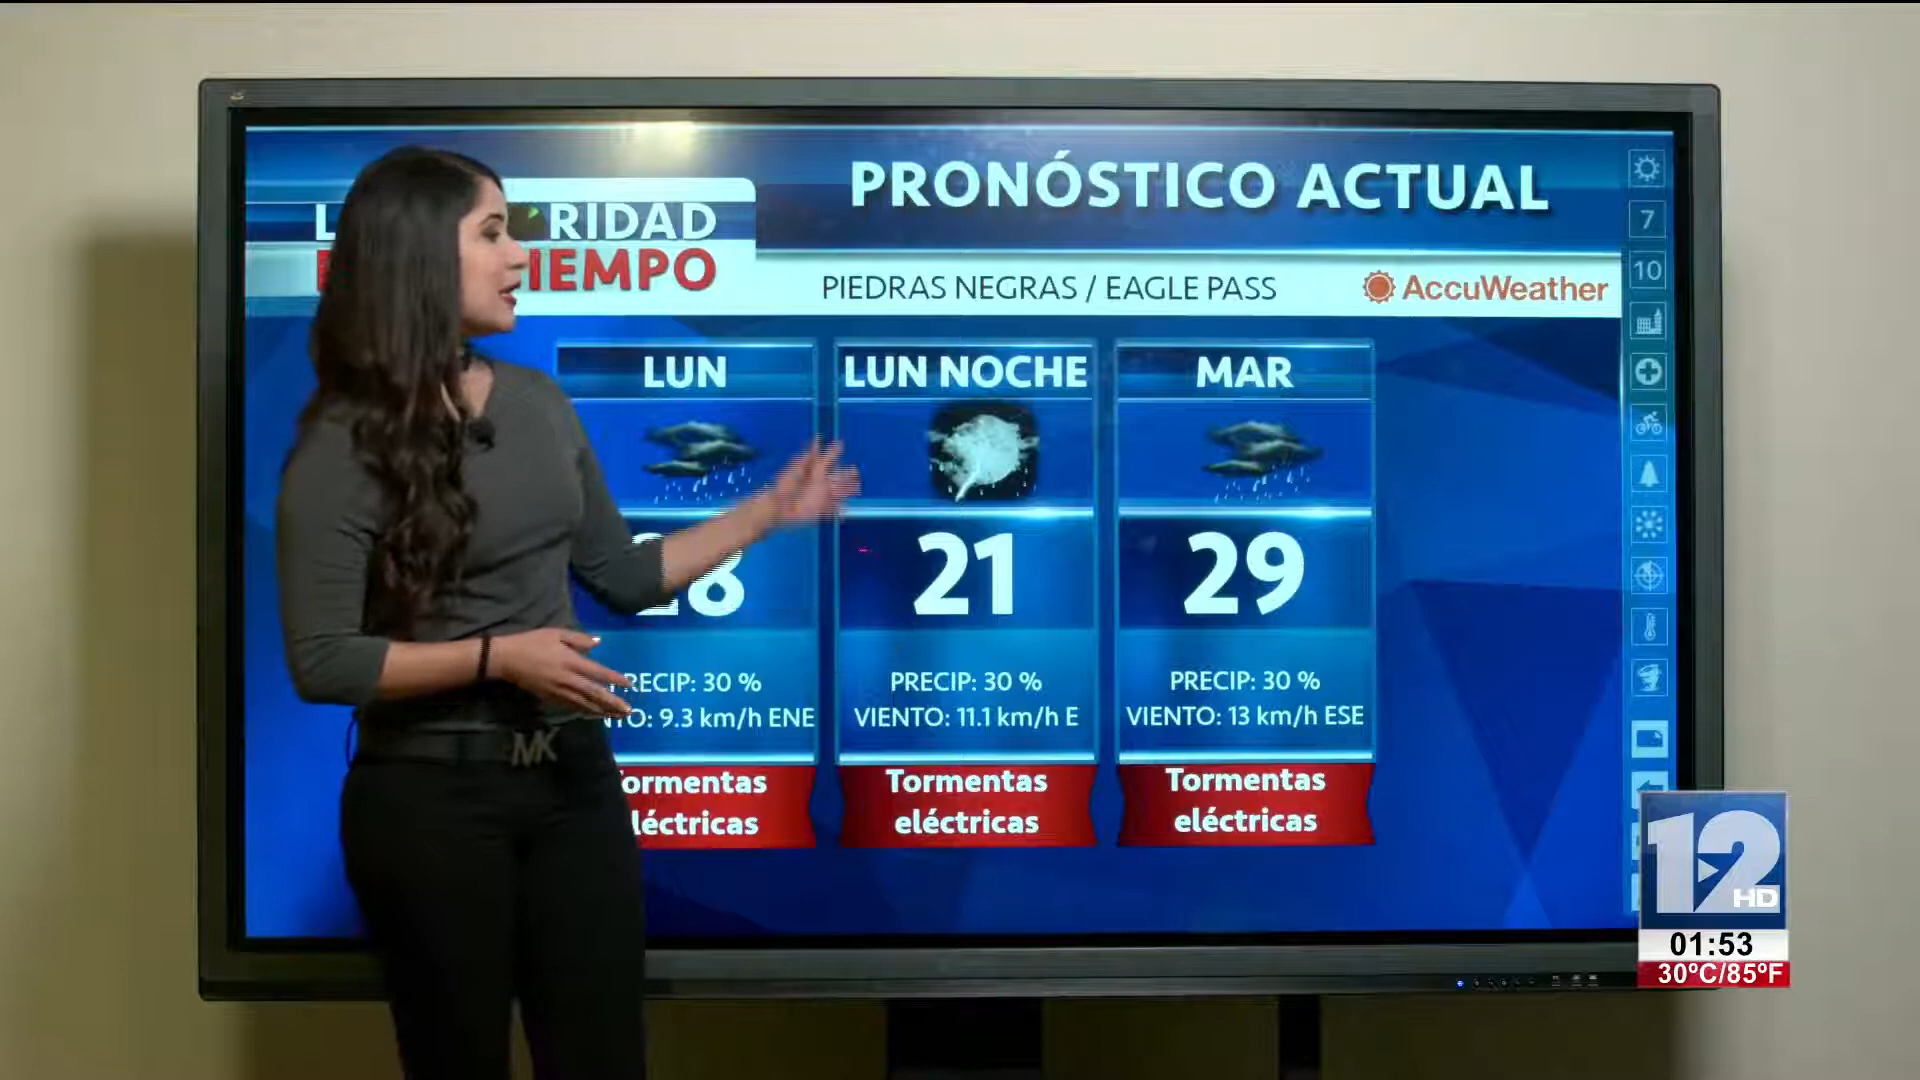 PRONÓSTICO ACTUAL
RIDAD
IEMPO
PIEDRAS NEGRAS / EAGLE PASS
AccuWeather
7
10
LUN
LUN NOCHE
MAR
28
21
29
RECIP: 30 %
PRECIP: 30 %
PRECIP: 30 %
TO: 9.3 km/h ENE
VIENTO: 11.1 km/h E
VIENTO: 13 km/h ESE
ormentas
léctricas
Tormentas
eléctricas
Tormentas
eléctricas
MK
12
HD
01:53
30°C/85°F